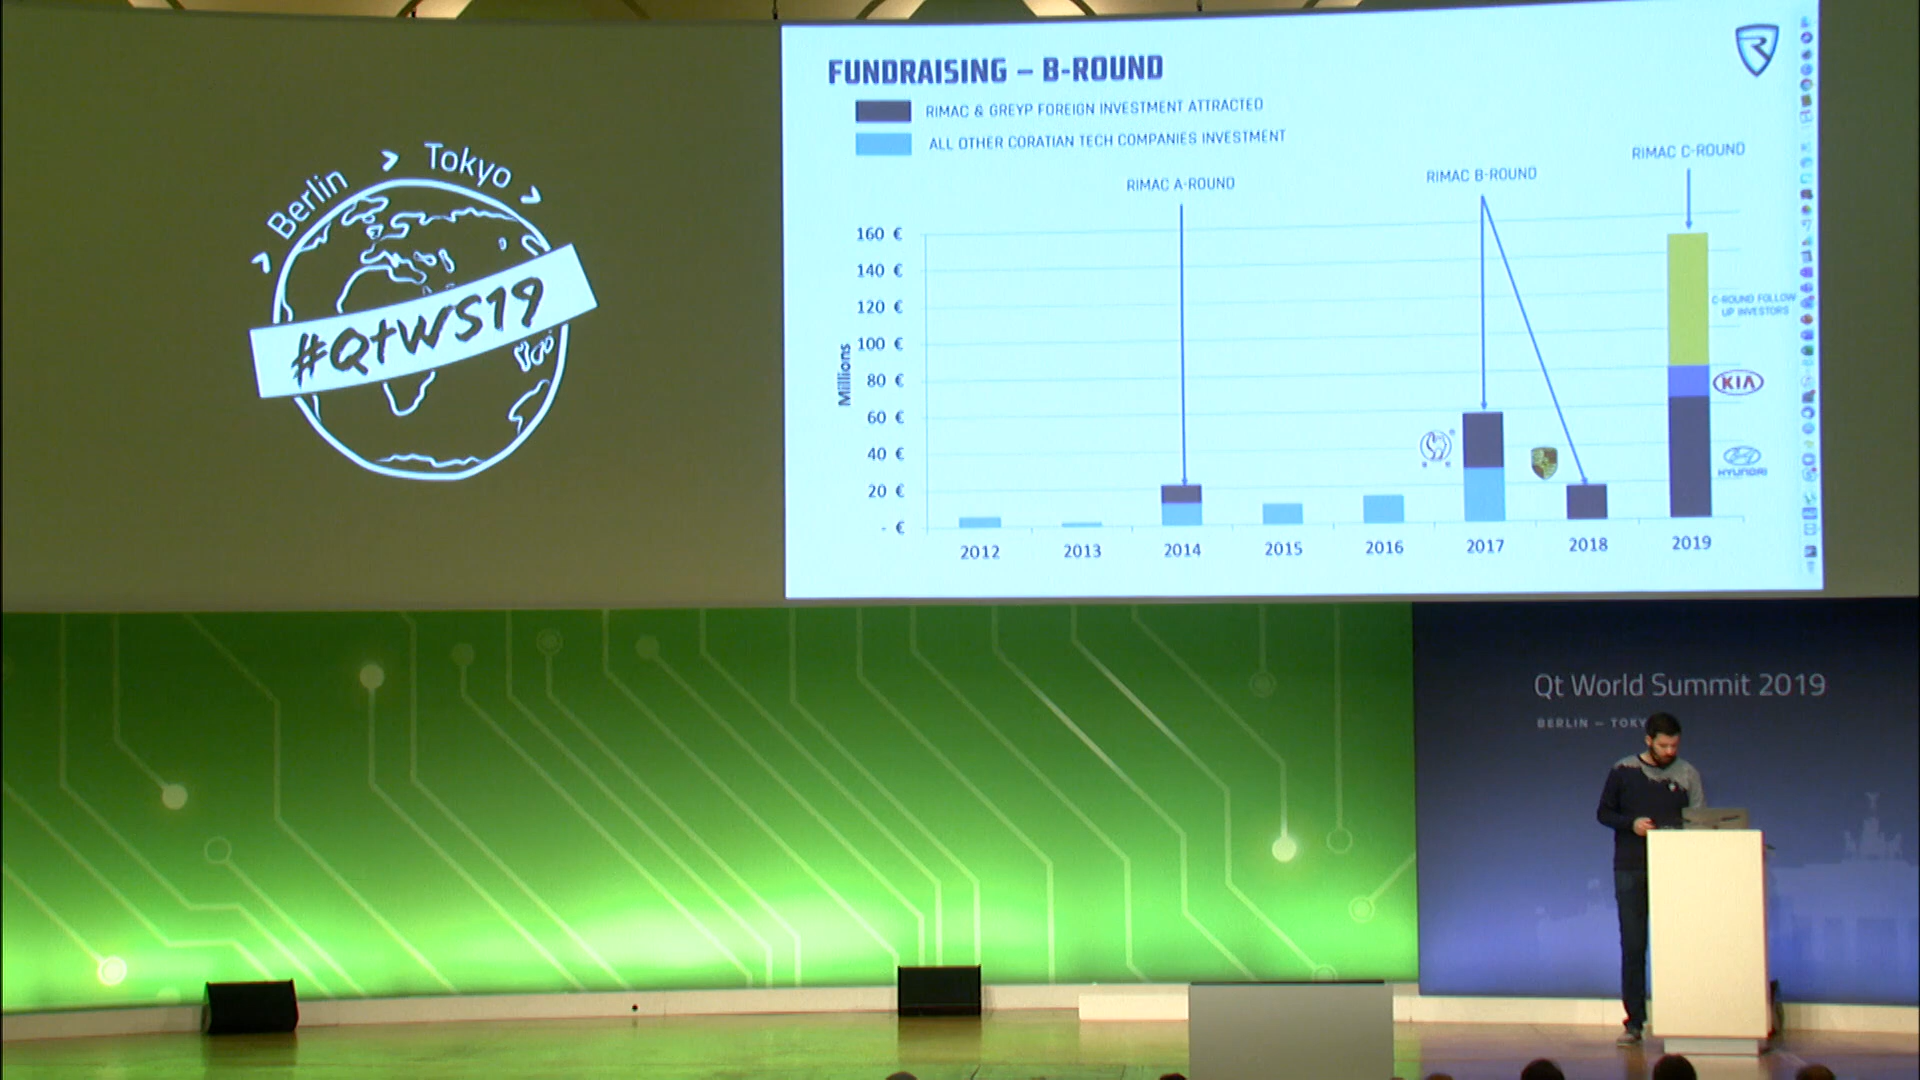 Berlin > Tokyo >
#QtWS19
FUNDRAISING – B-ROUND
RIMAC & GREYP FOREIGN INVESTMENT ATTRACTED
ALL OTHER CORATIAN TECH COMPANIES INVESTMENT
RIMAC A-ROUND
RIMAC B-ROUND
RIMAC C-ROUND
Millions
160 €
140 €
120 €
100 €
80 €
60 €
40 €
20 €
- €
C-ROUND FOLLOW
UP INVESTORS
KIA
HYUNDAI
2012 2013 2014 2015 2016 2017 2018 2019
Qt World Summit 2019
BERLIN – TOKY